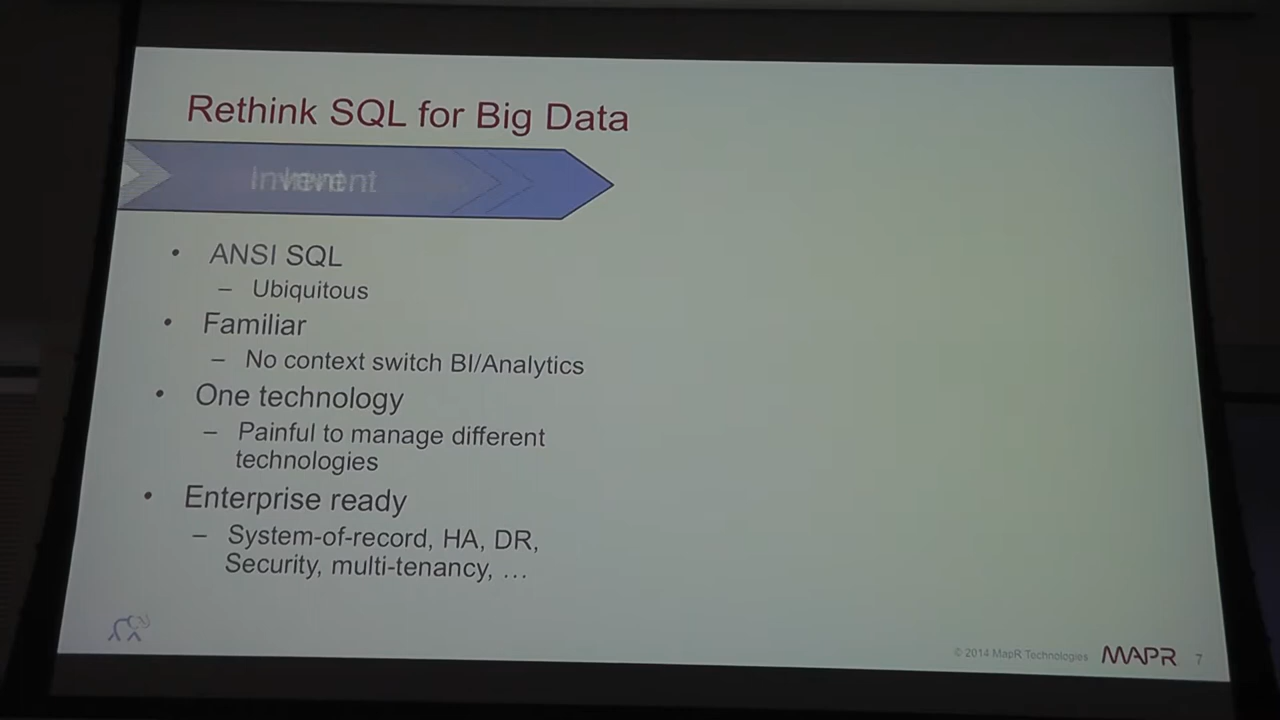 Rethink SQL for Big Data
• ANSI SQL
– Ubiquitous
• Familiar
– No context switch BI/Analytics
• One technology
– Painful to manage different
technologies
• Enterprise ready
– System-of-record, HA, DR,
Security, multi-tenancy, …
© 2014 MapR Technologies MAPR 7